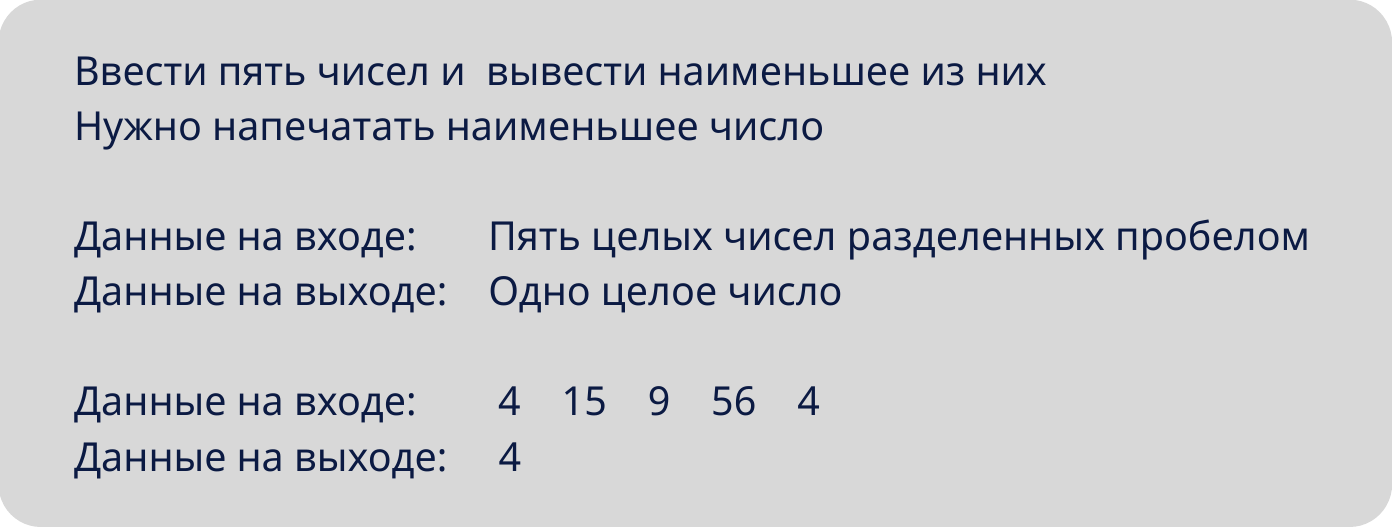 Ввести пять чисел и  вывести наименьшее из них
Нужно напечатать наименьшее число
Данные на входе:       Пять целых чисел разделенных пробелом
Данные на выходе:    Одно целое число
Данные на входе:        4    15    9    56    4
Данные на выходе:     4